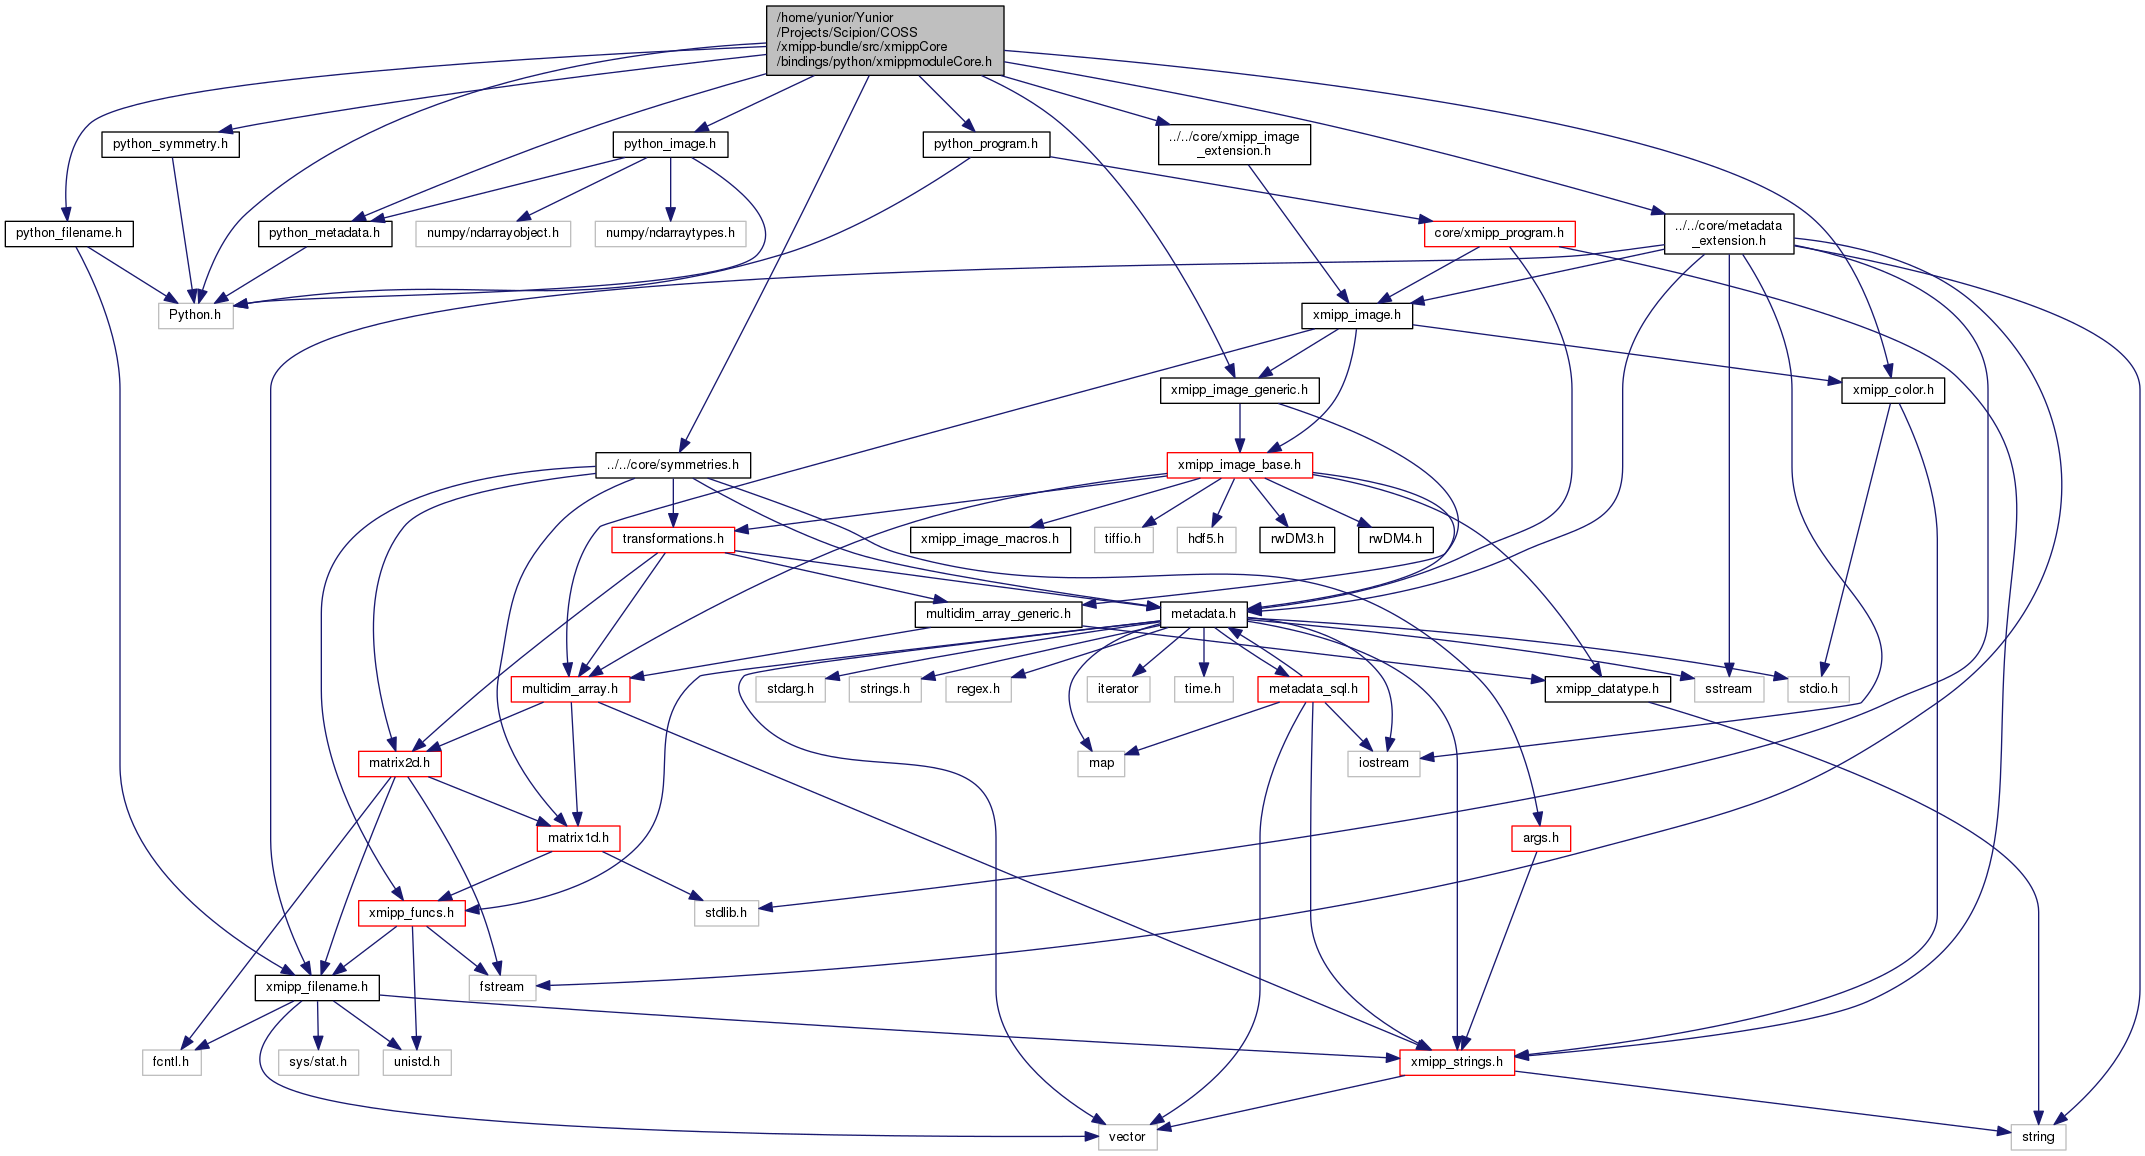 /home/yunior/Yunior
/Projects/Scipion/COSS
/xmipp-bundle/src/xmippCore
/bindings/python/xmippmoduleCore.h
python_symmetry.h
python_image.h
python_program.h
../../core/xmipp_image
_extension.h
python_filename.h
python_metadata.h
numpy/ndarrayobject.h
numpy/ndarraytypes.h
core/xmipp_program.h
../../core/metadata
_extension.h
Python.h
xmipp_image.h
xmipp_image_generic.h
xmipp_color.h
../../core/symmetries.h
xmipp_image_base.h
transformations.h
xmipp_image_macros.h
tiffio.h
hdf5.h
rwDM3.h
rwDM4.h
multidim_array_generic.h
metadata.h
multidim_array.h
stdarg.h
strings.h
regex.h
iterator
time.h
metadata_sql.h
xmipp_datatype.h
sstream
stdio.h
matrix2d.h
map
iostream
matrix1d.h
args.h
xmipp_funcs.h
stdlib.h
xmipp_filename.h
fstream
fcntl.h
sys/stat.h
unistd.h
xmipp_strings.h
vector
string